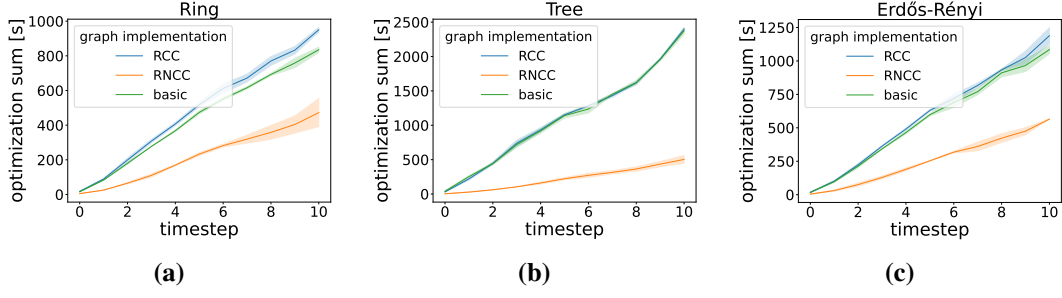 Ring
optimization sum [s]
1000
800
600
400
200
0
graph implementation
RCC
RNCC
basic
0 2 4 6 8 10
timestep
(a)
Tree
optimization sum [s]
2500
2000
1500
1000
500
0
graph implementation
RCC
RNCC
basic
0 2 4 6 8 10
timestep
(b)
Erdős-Rényi
optimization sum [s]
1250
1000
750
500
250
0
graph implementation
RCC
RNCC
basic
0 2 4 6 8 10
timestep
(c)